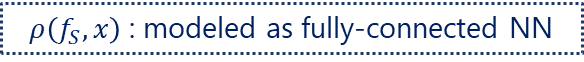 ρ(f_S, x) : modeled as fully-connected NN